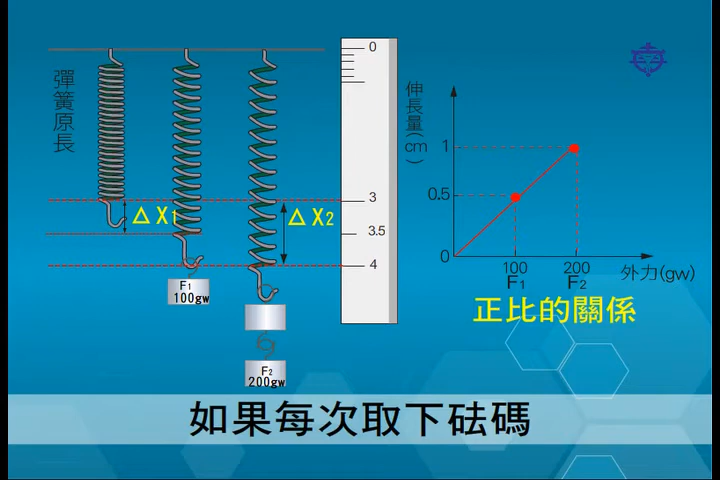 彈簧原長
△X1
△X2
F1
100gw
F2
200gw
0
3
3.5
4
伸長量(cm)
1
0.5
0
100
F1
200
F2
外力(gw)
正比的關係
如果每次取下砝碼